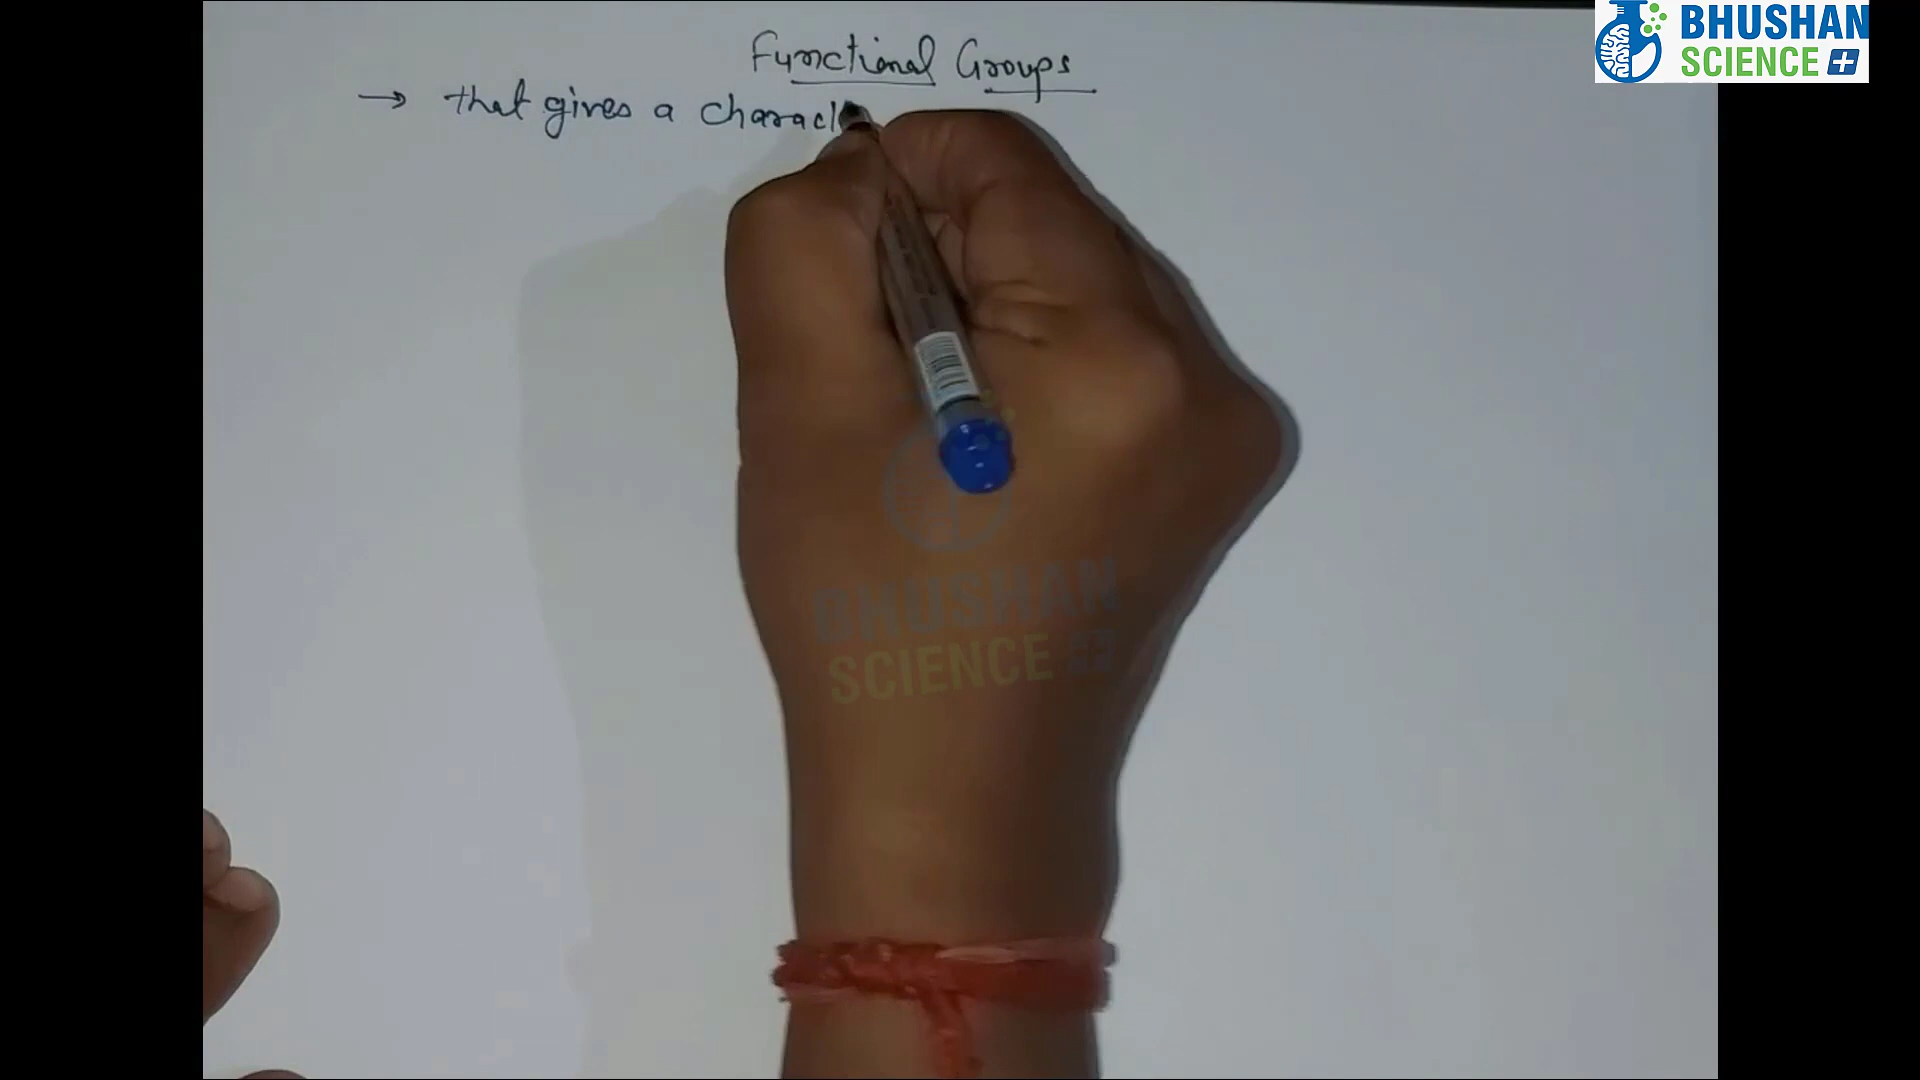 BHUSHAN
SCIENCE +
Functional Groups
→ that gives a charact
BHUSHAN
SCIENCE +